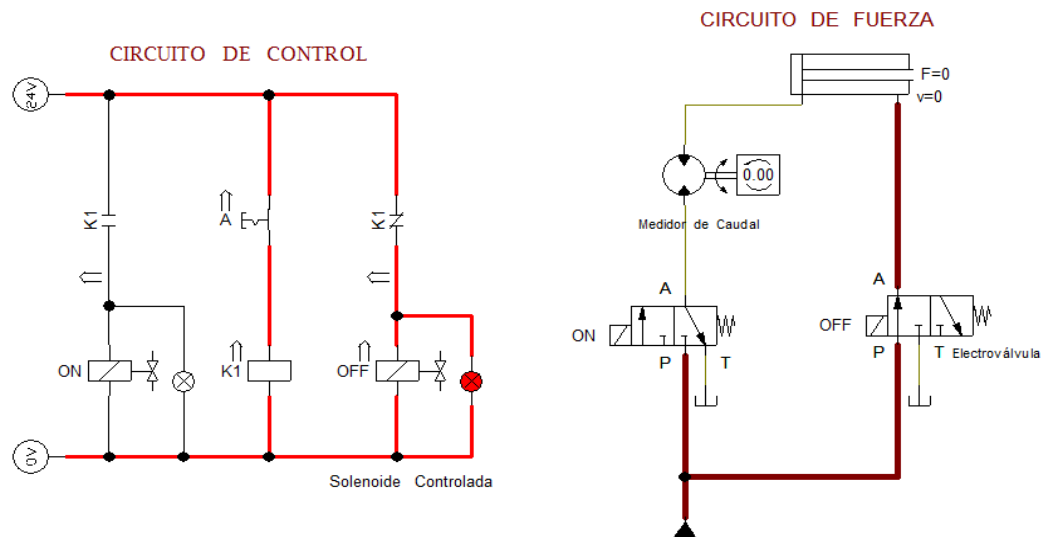 CIRCUITO DE CONTROL
24V
K1
A
K1
ON
K1
OFF
0V
Solenoide Controlada
CIRCUITO DE FUERZA
F=0
v=0
0.00
Medidor de Caudal
A
ON
P
T
A
OFF
P
T
Electroválvula